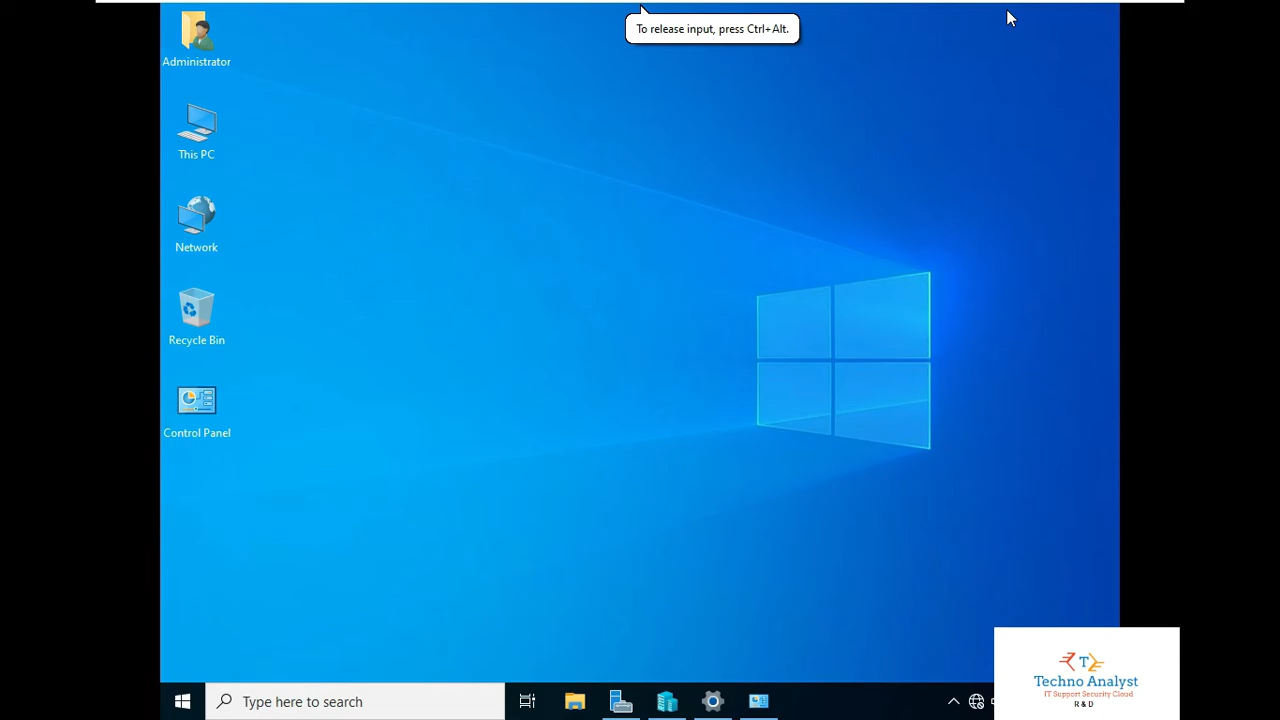 To release input, press Ctrl+Alt.
Administrator
This PC
Network
Recycle Bin
Control Panel
Type here to search
T
Techno Analyst
IT Support Security Cloud
R & D